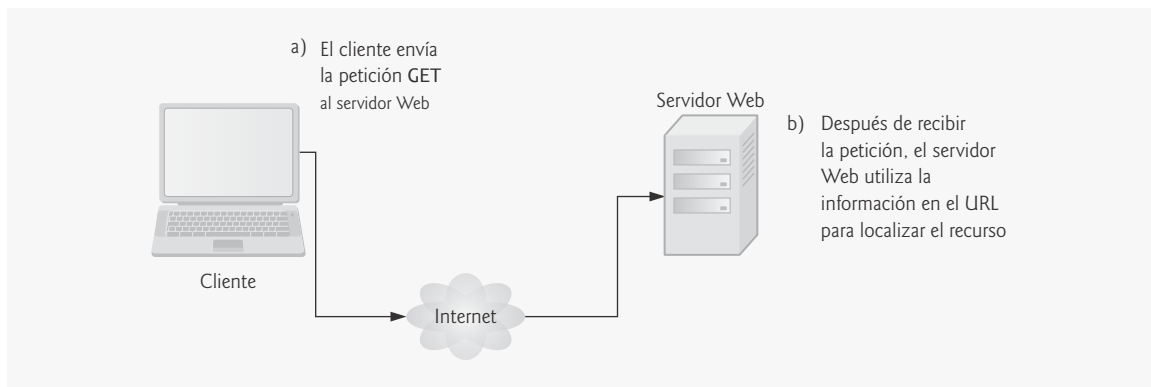 a) El cliente envía
la petición GET
al servidor Web
Servidor Web
b) Después de recibir
la petición, el servidor
Web utiliza la
información en el URL
para localizar el recurso
Cliente
Internet